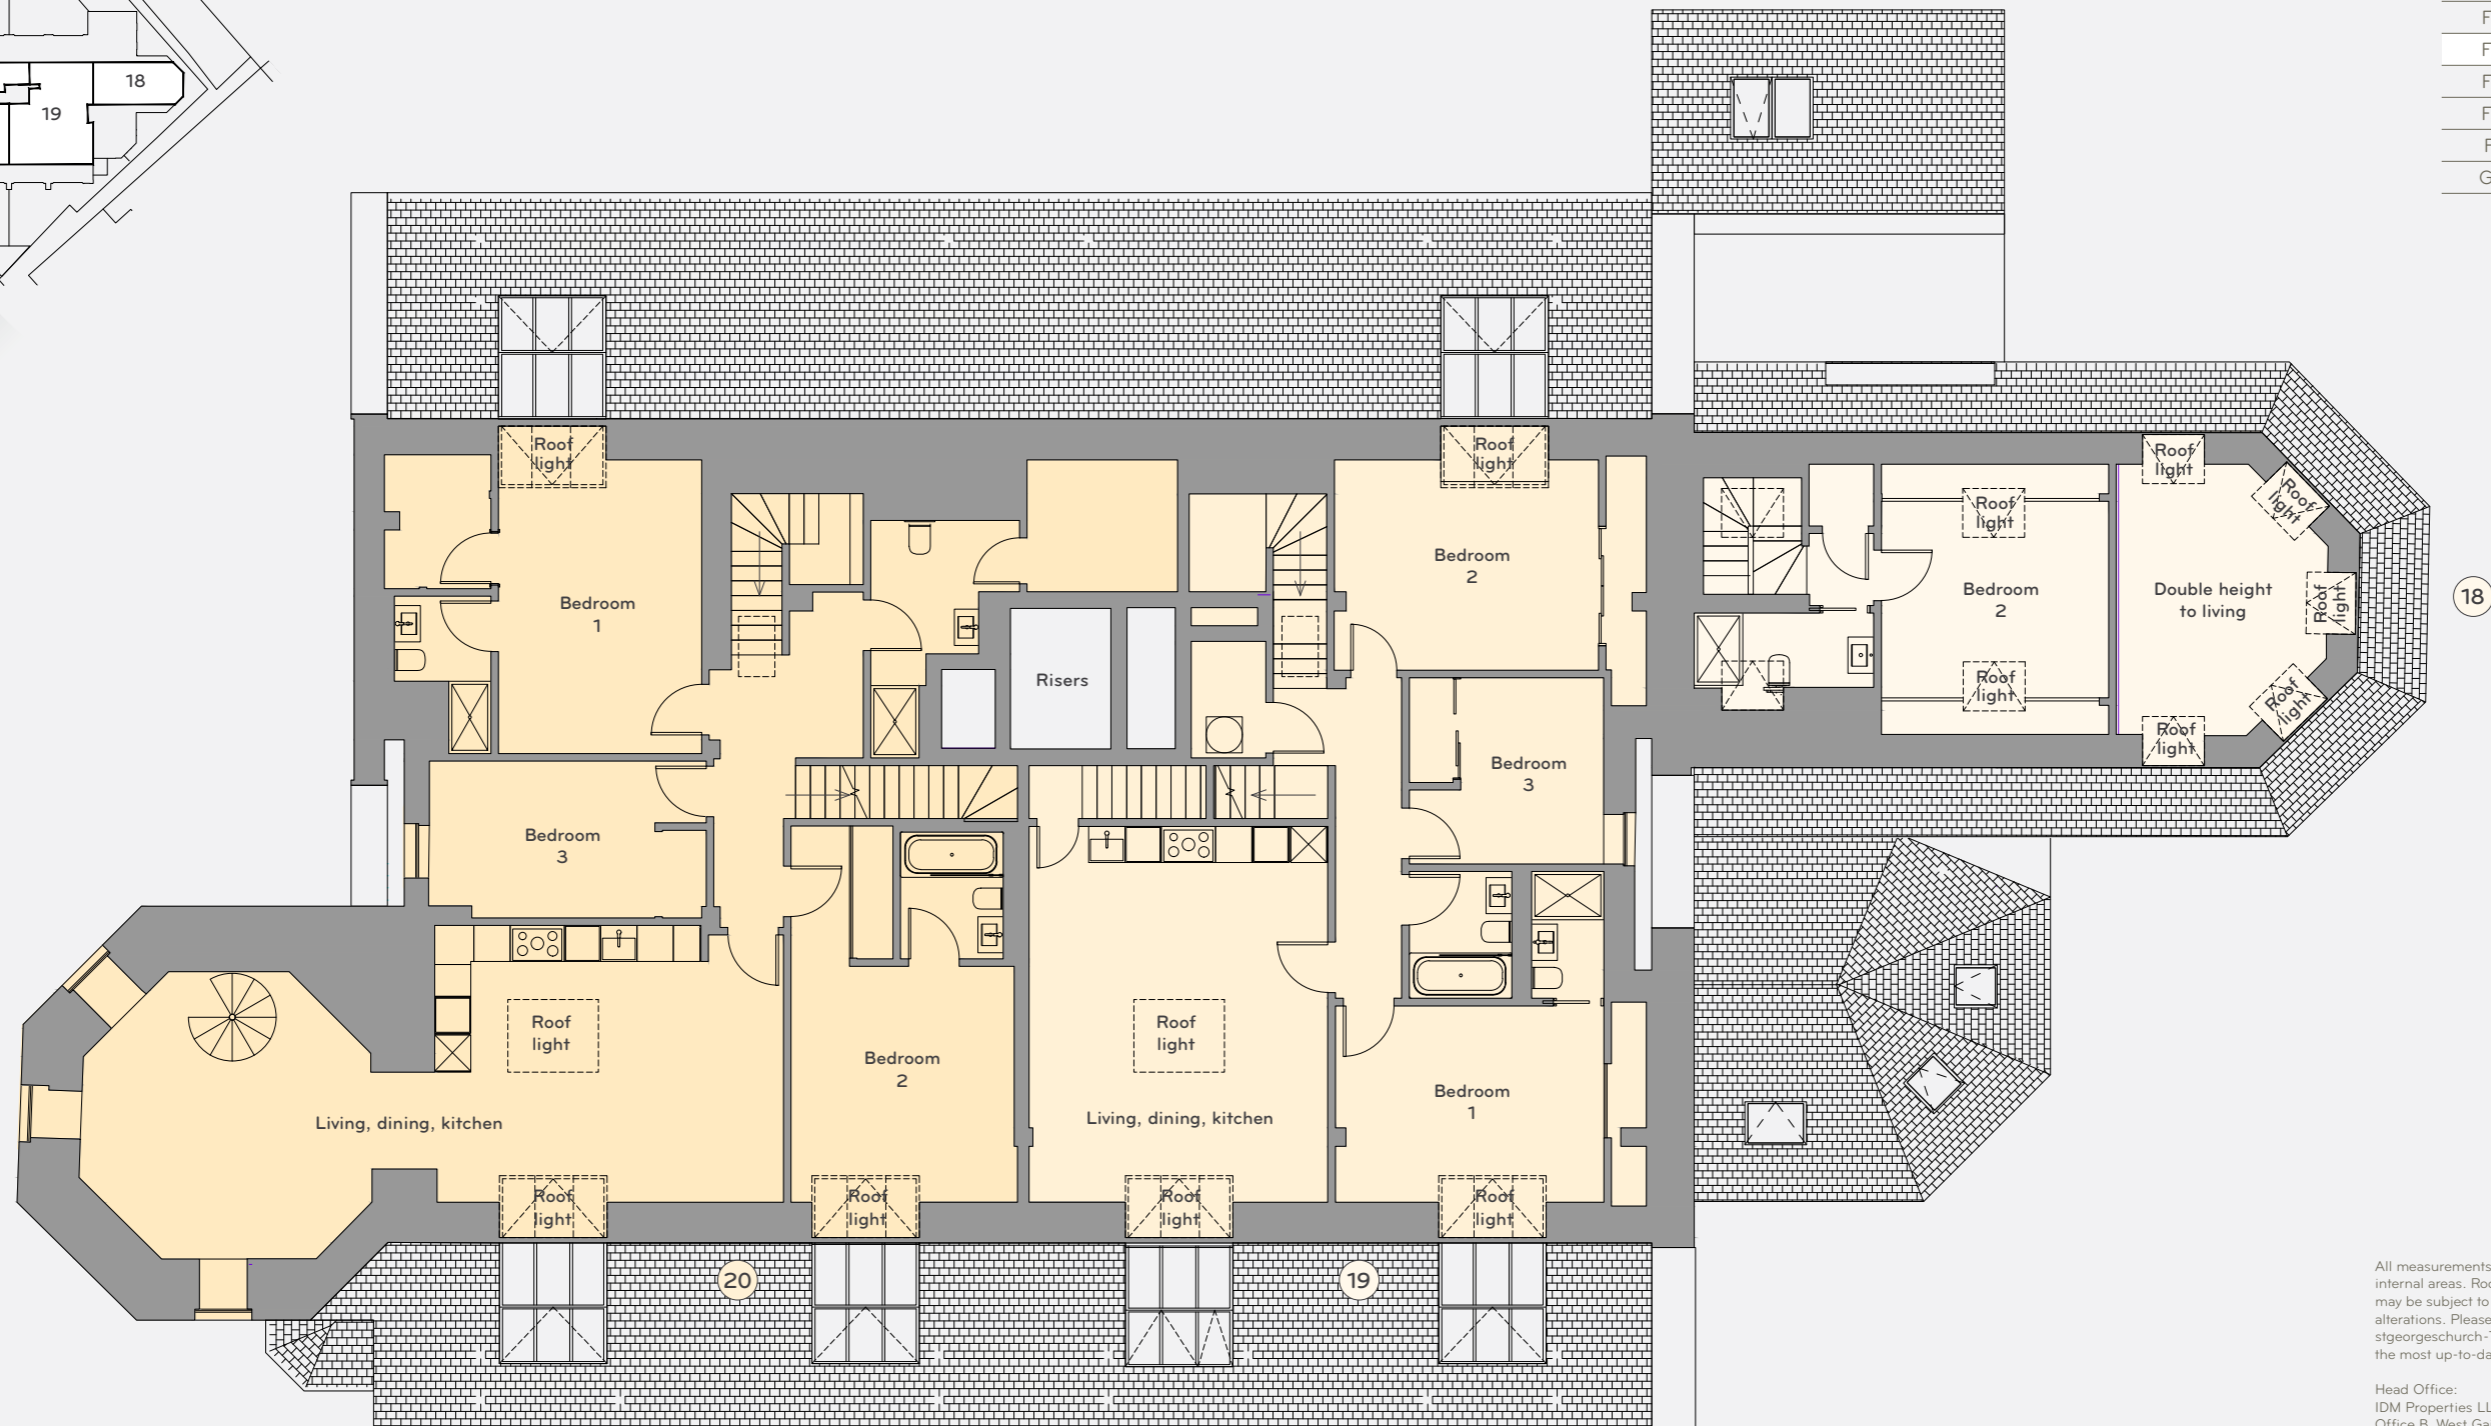 18
19
F
F
F
F
F
G
Roof
light
Roof
light
Roof
light
Roof
light
Roof
light
Bedroom
1
Bedroom
2
Bedroom
2
Double height
to living
Roof
light
18
Risers
Roof
light
Roof
light
Roof
light
Bedroom
3
Bedroom
3
Roof
light
Roof
light
Bedroom
2
Bedroom
1
Living, dining, kitchen
Living, dining, kitchen
Roof
light
Roof
light
Roof
light
Roof
light
20
19
All measurements
internal areas.
may be subject to
alterations. Please
stgeorgeschurch-
the most up-to-da
Head Office:
IDM Properties
Office B, West